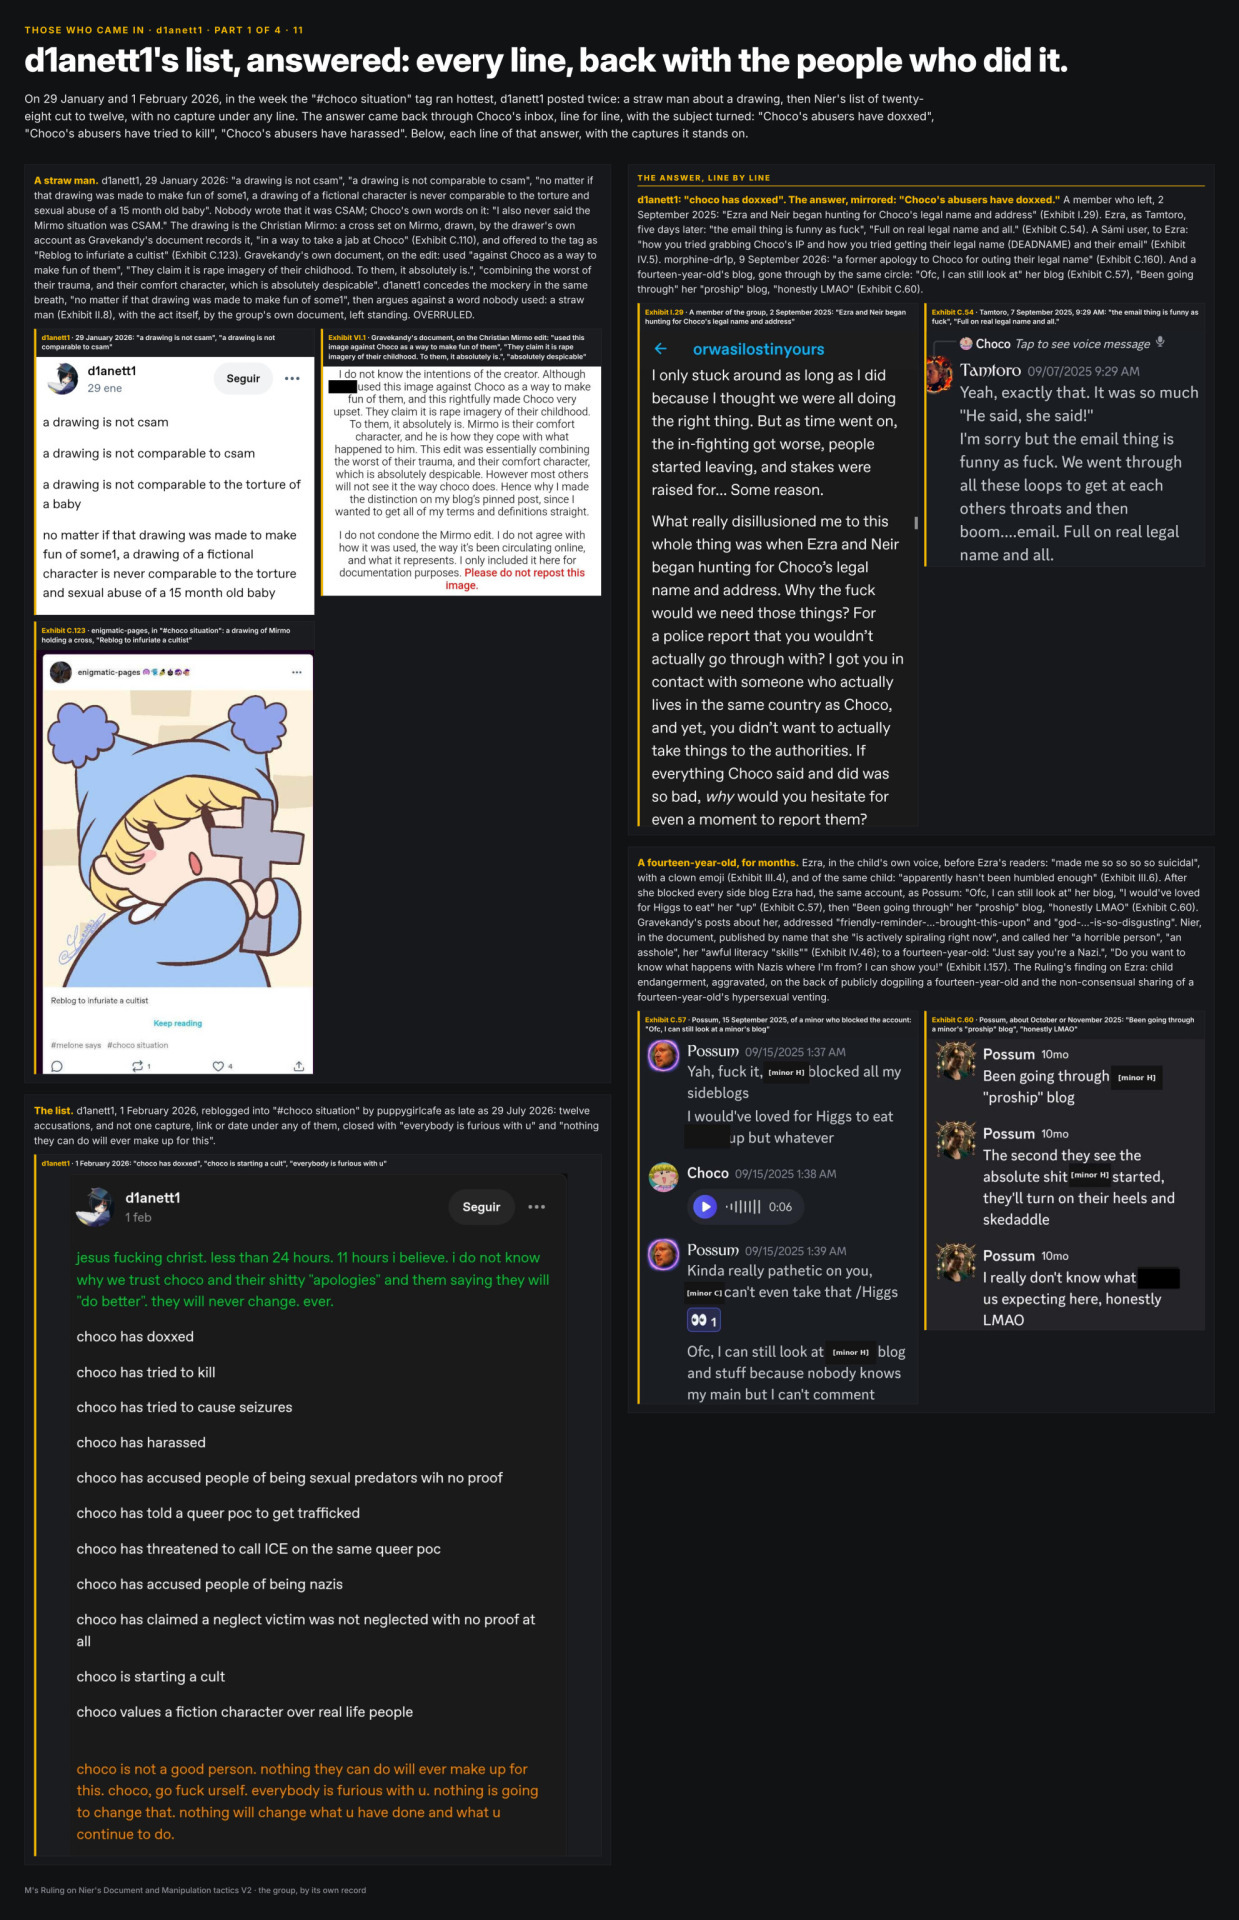 THOSE WHO CAME IN · d1anett1 · PART 1 OF 4 · 11
d1anett1's list, answered: every line, back with the people who did it.
On 29 January and 1 February 2026, in the week the "#choco situation" tag ran hottest, d1anett1 posted twice: a straw man about a drawing, then Nier's list of twenty-
eight cut to twelve, with no capture under any line. The answer came back through Choco's inbox, line for line, with the subject turned: "Choco's abusers have doxxed",
"Choco's abusers have tried to kill", "Choco's abusers have harassed". Below, each line of that answer, with the captures it stands on.
A straw man. d1anett1, 29 January 2026: "a drawing is not csam", "a drawing is not comparable to csam", "no matter if
that drawing was made to make fun of some1, a drawing of a fictional character is never comparable to the torture and
sexual abuse of a 15 month old baby". Nobody wrote that it was CSAM; Choco's own words on it: "I also never said the
Mirmo situation was CSAM." The drawing is the Christian Mirmo: a cross set on Mirmo, drawn, by the drawer's own
account as Gravekandy's document records it, "in a way to take a jab at Choco" (Exhibit C.110), and offered to the tag as
"Reblog to infuriate a cultist" (Exhibit C.123). Gravekandy's own document, on the edit: used "against Choco as a way to
make fun of them", "They claim it is rape imagery of their childhood. To them, it absolutely is.", "combining the worst of
their trauma, and their comfort character, which is absolutely despicable". d1anett1 concedes the mockery in the same
breath, "no matter if that drawing was made to make fun of some1", then argues against a word nobody used: a straw
man (Exhibit II.8), with the act itself, by the group's own document, left standing. OVERRULED.
d1anett1 · 29 January 2026: "a drawing is not csam", "a drawing is not
comparable to csam"
d1anett1
29 ene
Seguir
a drawing is not csam
a drawing is not comparable to csam
a drawing is not comparable to the torture of
a baby
no matter if that drawing was made to make
fun of some1, a drawing of a fictional
character is never comparable to the torture
and sexual abuse of a 15 month old baby
Exhibit VI.1 · Gravekandy's document, on the Christian Mirmo edit: "used this
image against Choco as a way to make fun of them", "They claim it is rape
imagery of their childhood. To them, it absolutely is.", "absolutely despicable"
I do not know the intentions of the creator. Although
used this image against Choco as a way to make
fun of them, and this rightfully made Choco very
upset. They claim it is rape imagery of their childhood.
To them, it absolutely is. Mirmo is their comfort
character, and he is how they cope with what
happened to him. This edit was essentially combining
the worst of their trauma, and their comfort character,
which is absolutely despicable. However most others
will not see it the way choco does. Hence why I made
the distinction on my blog's pinned post, since I
wanted to get all of my terms and definitions straight.
I do not condone the Mirmo edit. I do not agree with
how it was used, the way it's been circulating online,
and what it represents. I only included it here for
documentation purposes. Please do not repost this
image.
Exhibit C.123 · enigmatic-pages, in "#choco situation": a drawing of Mirmo
holding a cross, "Reblog to infuriate a cultist"
enigmatic-pages
Reblog to infuriate a cultist
Keep reading
#melone says #choco situation
1
4
The list. d1anett1, 1 February 2026, reblogged into "#choco situation" by puppygirlcafe as late as 29 July 2026: twelve
accusations, and not one capture, link or date under any of them, closed with "everybody is furious with u" and "nothing
they can do will ever make up for this".
d1anett1 · 1 February 2026: "choco has doxxed", "choco is starting a cult", "everybody is furious with u"
d1anett1
1 feb
Seguir
jesus fucking christ. less than 24 hours. 11 hours i believe. i do not know
why we trust choco and their shitty "apologies" and them saying they will
"do better". they will never change. ever.
choco has doxxed
choco has tried to kill
choco has tried to cause seizures
choco has harassed
choco has accused people of being sexual predators wih no proof
choco has told a queer poc to get trafficked
choco has threatened to call ICE on the same queer poc
choco has accused people of being nazis
choco has claimed a neglect victim was not neglected with no proof at
all
choco is starting a cult
choco values a fiction character over real life people
choco is not a good person. nothing they can do will ever make up for
this. choco, go fuck urself. everybody is furious with u. nothing is going
to change that. nothing will change what u have done and what u
continue to do.
THE ANSWER, LINE BY LINE
d1anett1: "choco has doxxed". The answer, mirrored: "Choco's abusers have doxxed." A member who left, 2
September 2025: "Ezra and Neir began hunting for Choco's legal name and address" (Exhibit I.29). Ezra, as Tamtoro,
five days later: "the email thing is funny as fuck", "Full on real legal name and all." (Exhibit C.54). A Sámi user, to Ezra:
"how you tried grabbing Choco's IP and how you tried getting their legal name (DEADNAME) and their email" (Exhibit
IV.5). morphine-dr1p, 9 September 2026: "a former apology to Choco for outing their legal name" (Exhibit C.160). And a
fourteen-year-old's blog, gone through by the same circle: "Ofc, I can still look at" her blog (Exhibit C.57), "Been going
through" her "proship" blog, "honestly LMAO" (Exhibit C.60).
Exhibit I.29 · A member of the group, 2 September 2025: "Ezra and Neir began
hunting for Choco's legal name and address"
orwasilostinyours
I only stuck around as long as I did
because I thought we were all doing
the right thing. But as time went on,
the in-fighting got worse, people
started leaving, and stakes were
raised for... Some reason.
What really disillusioned me to this
whole thing was when Ezra and Neir
began hunting for Choco's legal
name and address. Why the fuck
would we need those things? For
a police report that you wouldn't
actually go through with? I got you in
contact with someone who actually
lives in the same country as Choco,
and yet, you didn't want to actually
take things to the authorities. If
everything Choco said and did was
so bad, why would you hesitate for
even a moment to report them?
Exhibit C.54 · Tamtoro, 7 September 2025, 9:29 AM: "the email thing is funny as
fuck", "Full on real legal name and all."
Choco Tap to see voice message
Tamtoro 09/07/2025 9:29 AM
Yeah, exactly that. It was so much
"He said, she said!"
I'm sorry but the email thing is
funny as fuck. We went through
all these loops to get at each
others throats and then
boom....email. Full on real legal
name and all.
A fourteen-year-old, for months. Ezra, in the child's own voice, before Ezra's readers: "made me so so so so suicidal",
with a clown emoji (Exhibit III.4), and of the same child: "apparently hasn't been humbled enough" (Exhibit III.6). After
she blocked every side blog Ezra had, the same account, as Possum: "Ofc, I can still look at" her blog, "I would've loved
for Higgs to eat" her "up" (Exhibit C.57), then "Been going through" her "proship" blog, "honestly LMAO" (Exhibit C.60).
Gravekandy's posts about her, addressed "friendly-reminder-...-brought-this-upon" and "god-...-is-so-disgusting". Nier,
in the document, published by name that she "is actively spiraling right now", and called her "a horrible person", "an
asshole", her "awful literacy "skills"" (Exhibit IV.46); to a fourteen-year-old: "Just say you're a Nazi.", "Do you want to
know what happens with Nazis where I'm from? I can show you!" (Exhibit I.157). The Ruling's finding on Ezra: child
endangerment, aggravated, on the back of publicly dogpiling a fourteen-year-old and the non-consensual sharing of a
fourteen-year-old's hypersexual venting.
Exhibit C.57 · Possum, 15 September 2025, of a minor who blocked the account:
"Ofc, I can still look at a minor's blog"
Possum 09/15/2025 1:37 AM
Yah, fuck it, [minor H] blocked all my
sideblogs
I would've loved for Higgs to eat
up but whatever
Choco 09/15/2025 1:38 AM
0:06
Possum 09/15/2025 1:39 AM
Kinda really pathetic on you,
[minor C] can't even take that /Higgs
1
Ofc, I can still look at [minor H] blog
and stuff because nobody knows
my main but I can't comment
Exhibit C.60 · Possum, about October or November 2025: "Been going through
a minor's "proship" blog", "honestly LMAO"
Possum 10mo
Been going through [minor H]
"proship" blog
Possum 10mo
The second they see the
absolute shit [minor H] started,
they'll turn on their heels and
skedaddle
Possum 10mo
I really don't know what
us expecting here, honestly
LMAO
M's Ruling on Nier's Document and Manipulation tactics V2 · the group, by its own record